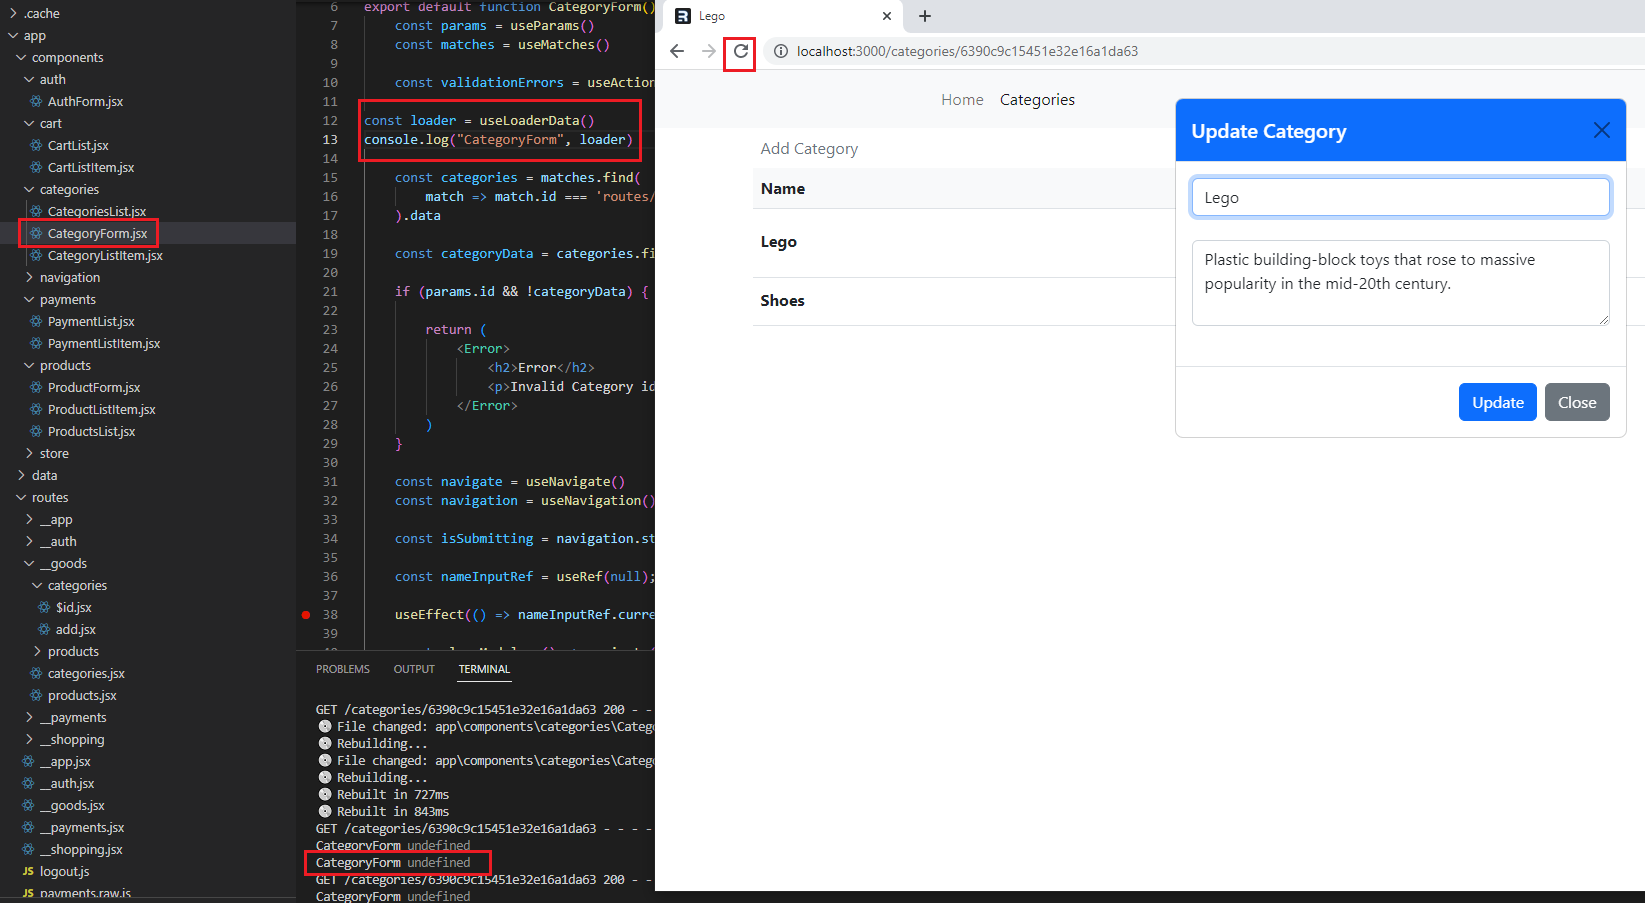 .cache
app
components
auth
AuthForm.jsx
cart
CartList.jsx
CartListItem.jsx
categories
CategoriesList.jsx
CategoryForm.jsx
CategoryListItem.jsx
navigation
payments
PaymentList.jsx
PaymentListItem.jsx
products
ProductForm.jsx
ProductListItem.jsx
ProductsList.jsx
store
data
routes
__app
__auth
__goods
categories
$id.jsx
add.jsx
products
categories.jsx
products.jsx
__payments
__shopping
__app.jsx
__auth.jsx
__goods.jsx
__payments.jsx
__shopping.jsx
JS logout.js
JS payments.raw.js
6 export default function CategoryForm()
7 const params = useParams()
8 const matches = useMatches()
9
10 const validationErrors = useAction
11
12 const loader = useLoaderData()
13 console.log("CategoryForm", loader)
14
15 const categories = matches.find(
16 match => match.id === 'routes/
17 ).data
18
19 const categoryData = categories.fi
20
21 if (params.id && !categoryData) {
22
23 return (
24 <Error>
25 <h2>Error</h2>
26 <p>Invalid Category id
27 </Error>
28 )
29 }
30
31 const navigate = useNavigate()
32 const navigation = useNavigation()
33
34 const isSubmitting = navigation.st
35
36 const nameInputRef = useRef(null);
37
38 useEffect(() => nameInputRef.curre
39
PROBLEMS OUTPUT TERMINAL
GET /categories/6390c9c15451e32e16a1da63 200 - -
File changed: app\components\categories\Categ
Rebuilding...
File changed: app\components\categories\Categ
Rebuilding...
Rebuilt in 727ms
Rebuilt in 843ms
GET /categories/6390c9c15451e32e16a1da63 - - - -
CategoryForm undefined
CategoryForm undefined
GET /categories/6390c9c15451e32e16a1da63 200 - -
CategoryForm undefined
Lego
localhost:3000/categories/6390c9c15451e32e16a1da63
Home Categories
Add Category
Name
Lego
Shoes
Update Category
Lego
Plastic building-block toys that rose to massive
popularity in the mid-20th century.
Update Close